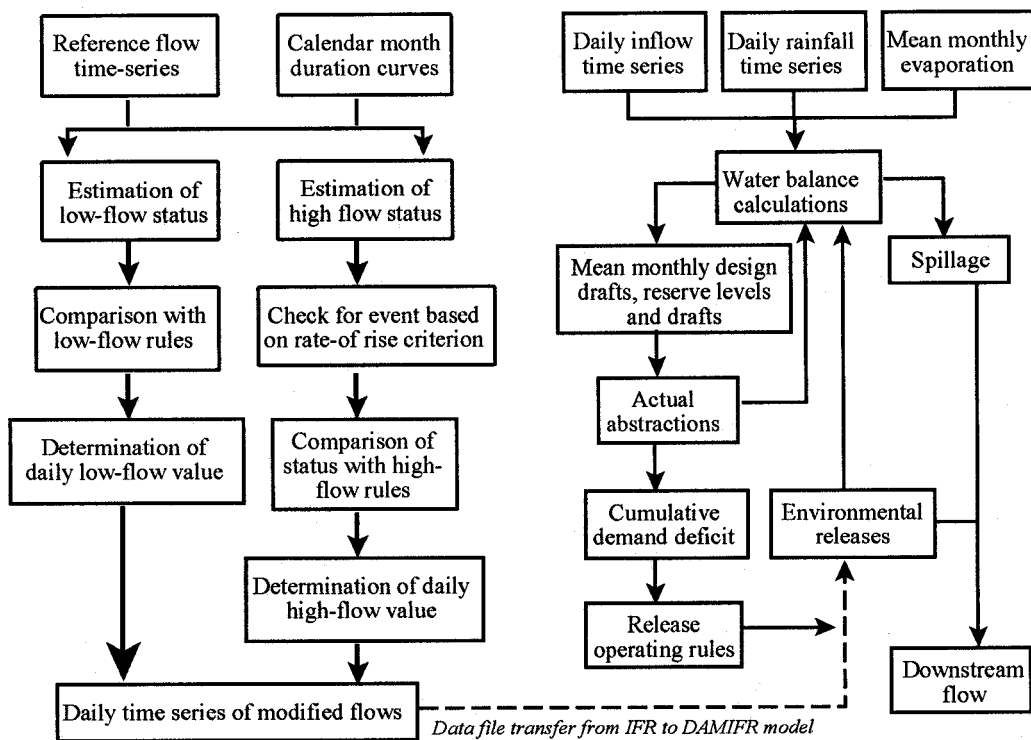 Reference flow
time-series
Calendar month
duration curves
Estimation of
low-flow status
Estimation of
high flow status
Comparison with
low-flow rules
Check for event based
on rate-of rise criterion
Determination of
daily low-flow value
Comparison of
status with high-
flow rules
Determination of daily
high-flow value
Daily time series of modified flows
Data file transfer from IFR to DAMIFR model
Daily inflow
time series
Daily rainfall
time series
Mean monthly
evaporation
Water balance
calculations
Spillage
Mean monthly design
drafts, reserve levels
and drafts
Actual
abstractions
Cumulative
demand deficit
Environmental
releases
Release
operating rules
Downstream
flow